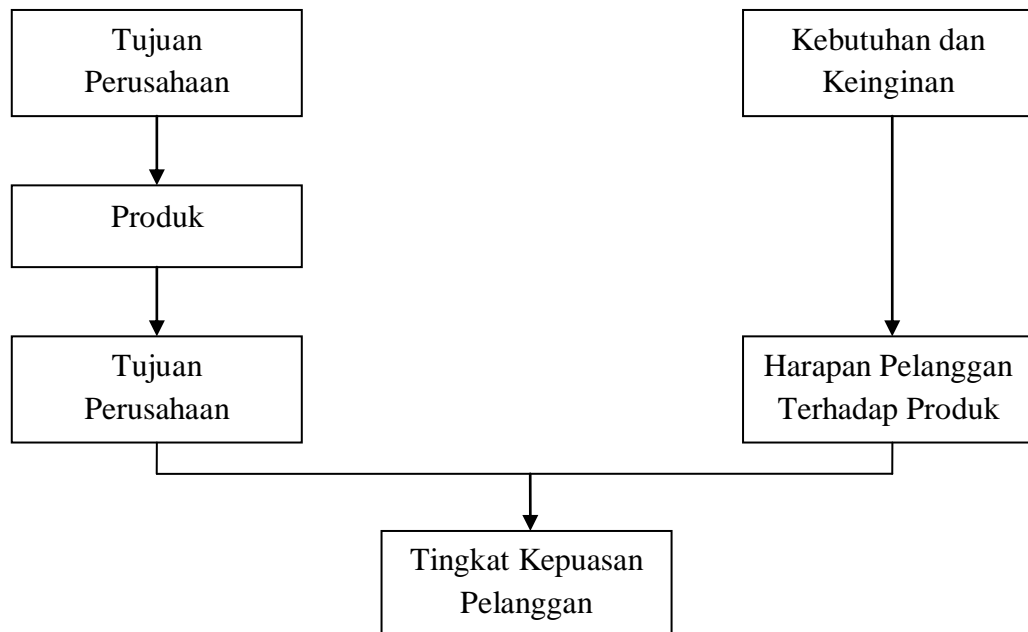 Tujuan
Perusahaan
Kebutuhan dan
Keinginan
Produk
Tujuan
Perusahaan
Harapan Pelanggan
Terhadap Produk
Tingkat Kepuasan
Pelanggan